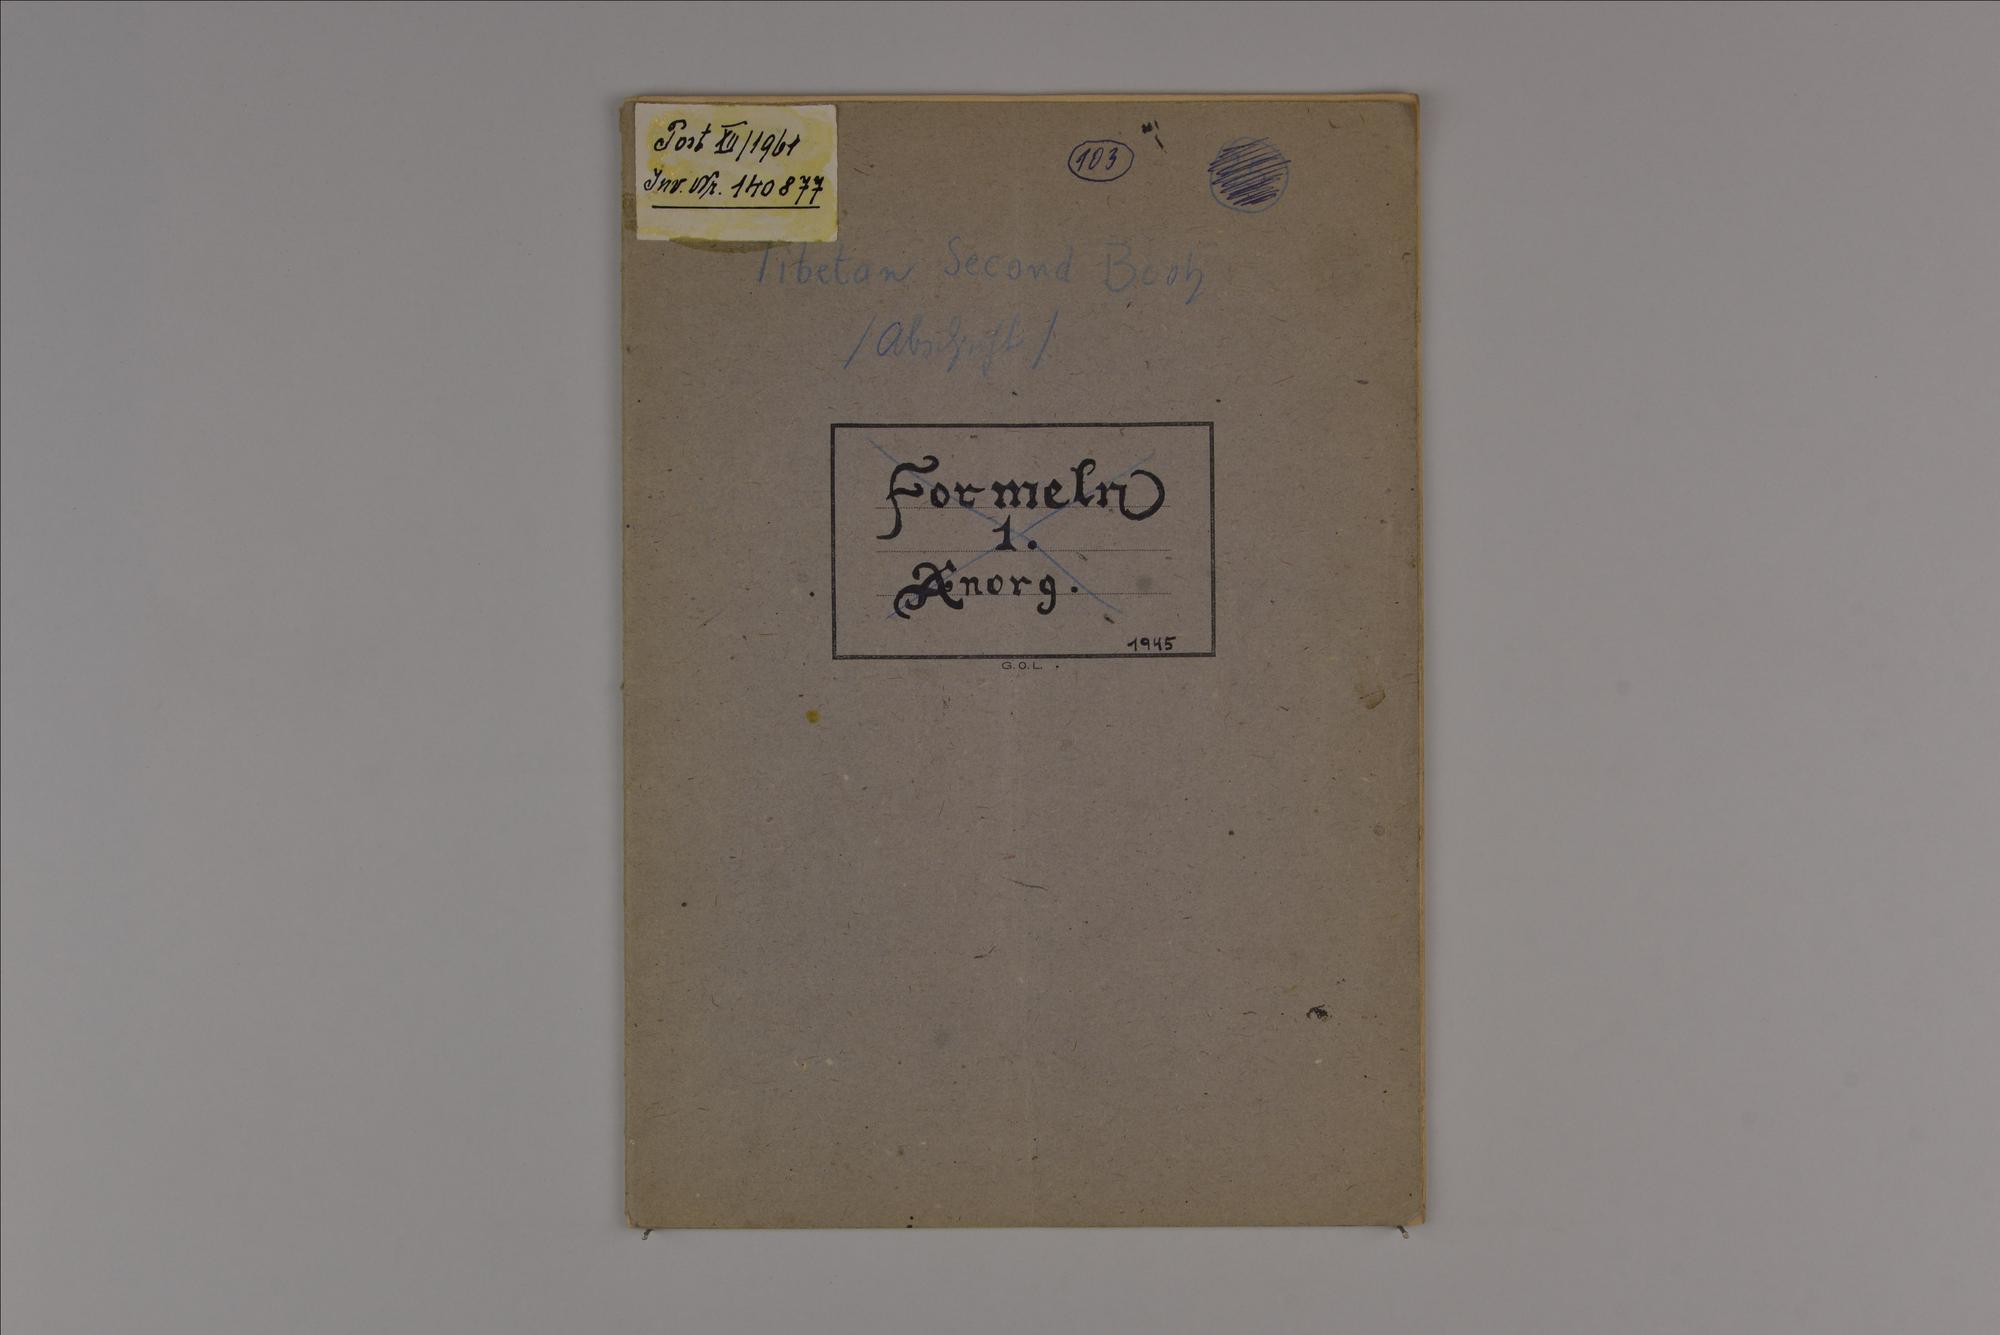 Post XII/1961
Inv. Nr. 140877
103
Tibetan Second Book
/Abschrift/
Formeln
1.
Anorg.
1945
G.O.L.